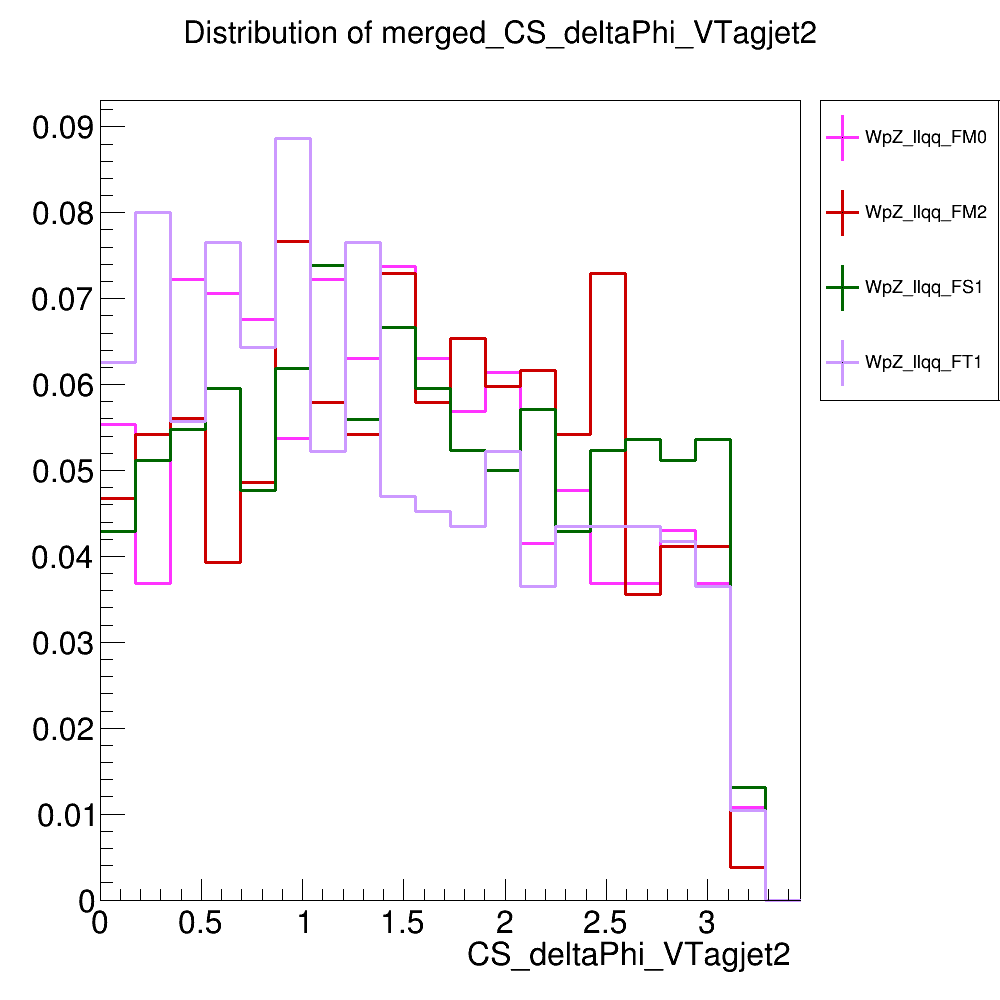 Distribution of merged_CS_deltaPhi_VTagjet2
0.09
0.08
0.07
0.06
0.05
0.04
0.03
0.02
0.01
0
0 0.5 1 1.5 2 2.5 3
CS_deltaPhi_VTagjet2
WpZ_llqq_FM0
WpZ_llqq_FM2
WpZ_llqq_FS1
WpZ_llqq_FT1